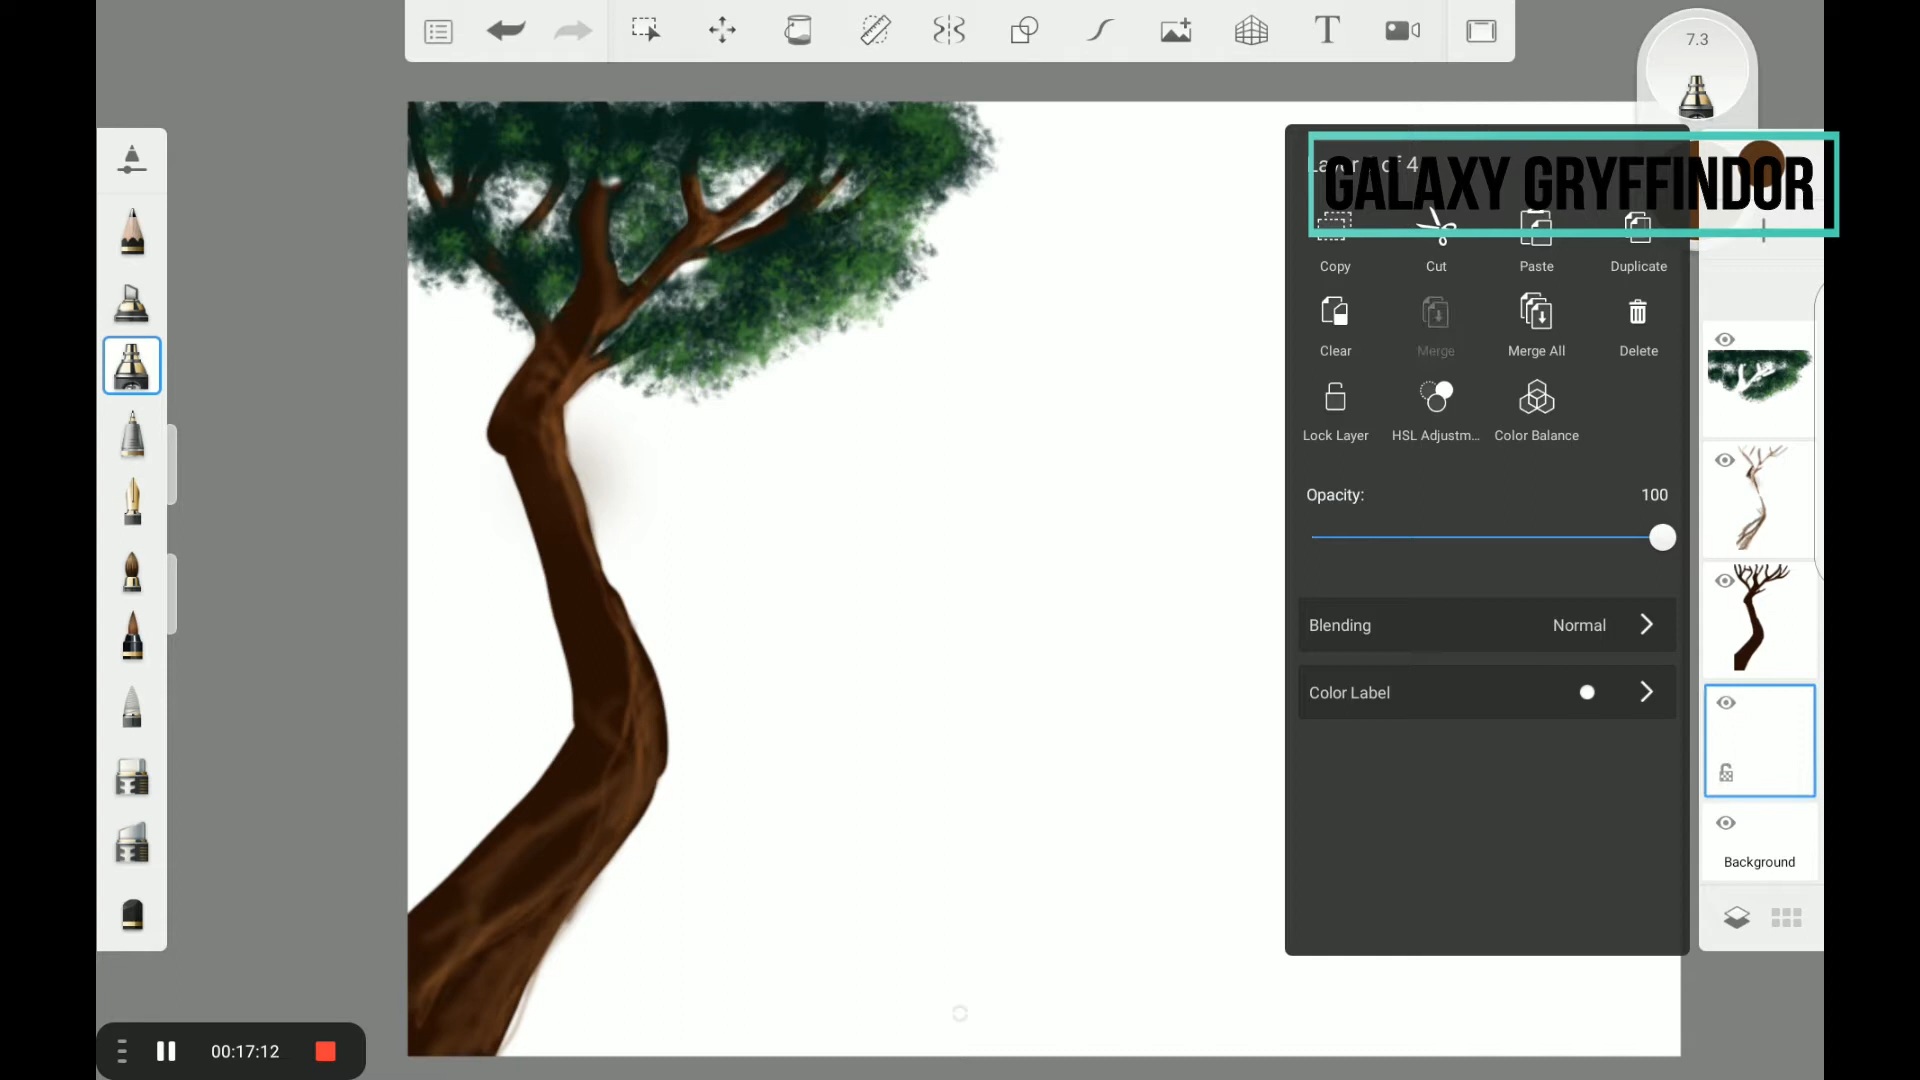 T
7.3
GALAXY GRYFFINDOR
Copy Cut Paste Duplicate
Clear Merge Merge All Delete
Lock Layer HSL Adjustm... Color Balance
Opacity: 100
Blending Normal
Color Label
Background
00:17:12